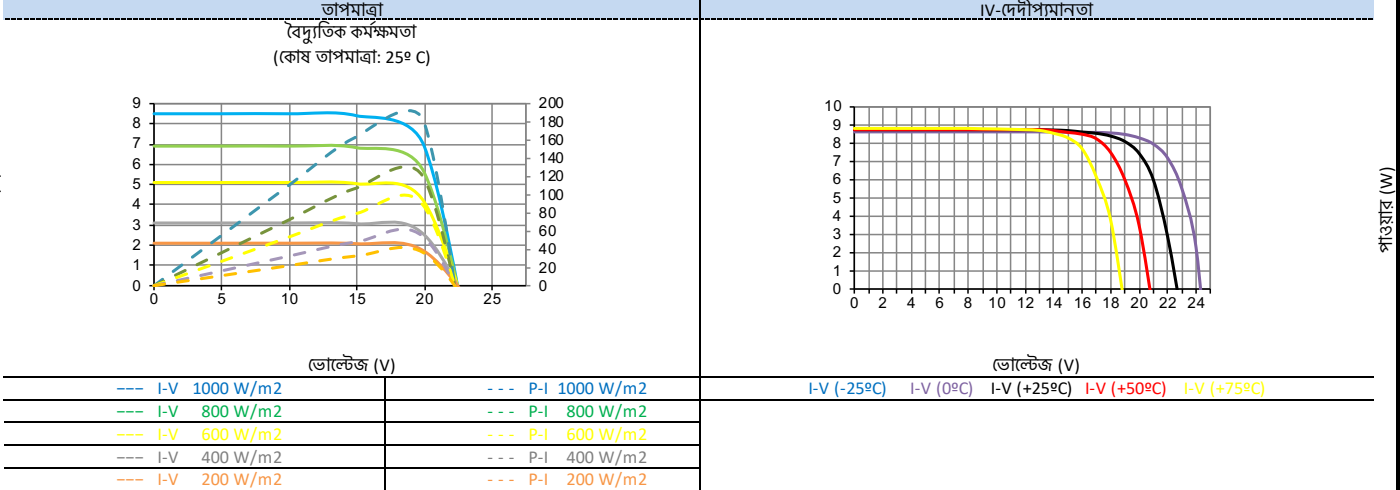 তাপমাত্রা
IV-দেদীপ্যমানতা
বৈদ্যুতিক কর্মক্ষমতা
(কোষ তাপমাত্রা: 25º C)
9
8
7
6
5
4
3
2
1
0
200
180
160
140
120
100
80
60
40
20
0
0 5 10 15 20 25
10
9
8
7
6
5
4
3
2
1
0
0 2 4 6 8 10 12 14 16 18 20 22 24
পাওয়ার (W)
ভোল্টেজ (V)
ভোল্টেজ (V)
--- I-V 1000 W/m2
- - - P-I 1000 W/m2
I-V (-25ºC) I-V (0ºC) I-V (+25ºC) I-V (+50ºC) I-V (+75ºC)
--- I-V 800 W/m2
- - - P-I 800 W/m2
--- I-V 600 W/m2
- - - P-I 600 W/m2
--- I-V 400 W/m2
- - - P-I 400 W/m2
--- I-V 200 W/m2
- - - P-I 200 W/m2